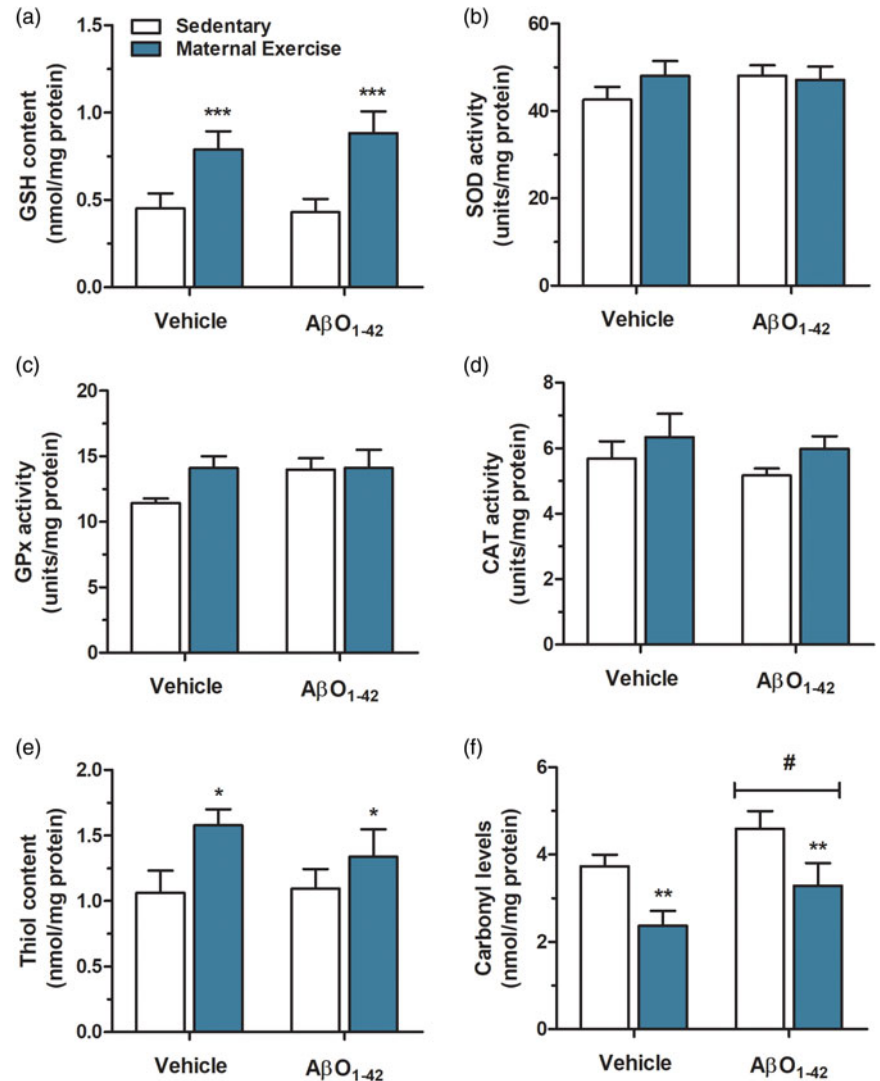 (a)
GSH content
(nmol/mg protein)
1.5
1.0
0.5
0.0
Sedentary
Maternal Exercise
***
***
Vehicle
AβO₁₋₄₂
(b)
SOD activity
(units/mg protein)
60
40
20
0
Vehicle
AβO₁₋₄₂
(c)
GPx activity
(units/mg protein)
20
15
10
5
0
Vehicle
AβO₁₋₄₂
(d)
CAT activity
(units/mg protein)
8
6
4
2
0
Vehicle
AβO₁₋₄₂
(e)
Thiol content
(nmol/mg protein)
2.0
1.5
1.0
0.5
0.0
*
*
Vehicle
AβO₁₋₄₂
(f)
Carbonyl levels
(nmol/mg protein)
6
4
2
0
#
**
**
Vehicle
AβO₁₋₄₂